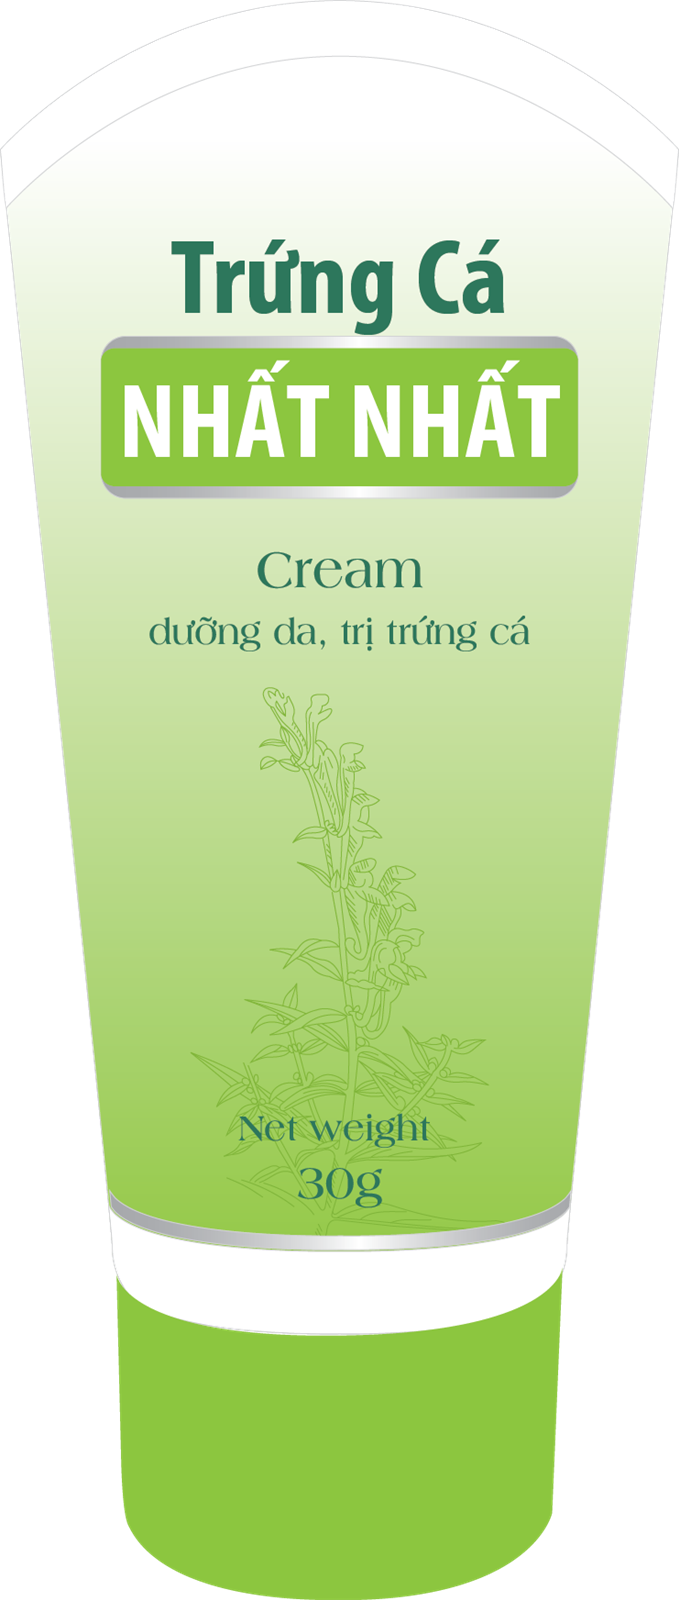 Trứng Cá
NHẤT NHẤT
Cream
dưỡng da, trị trứng cá
Net weight
30g